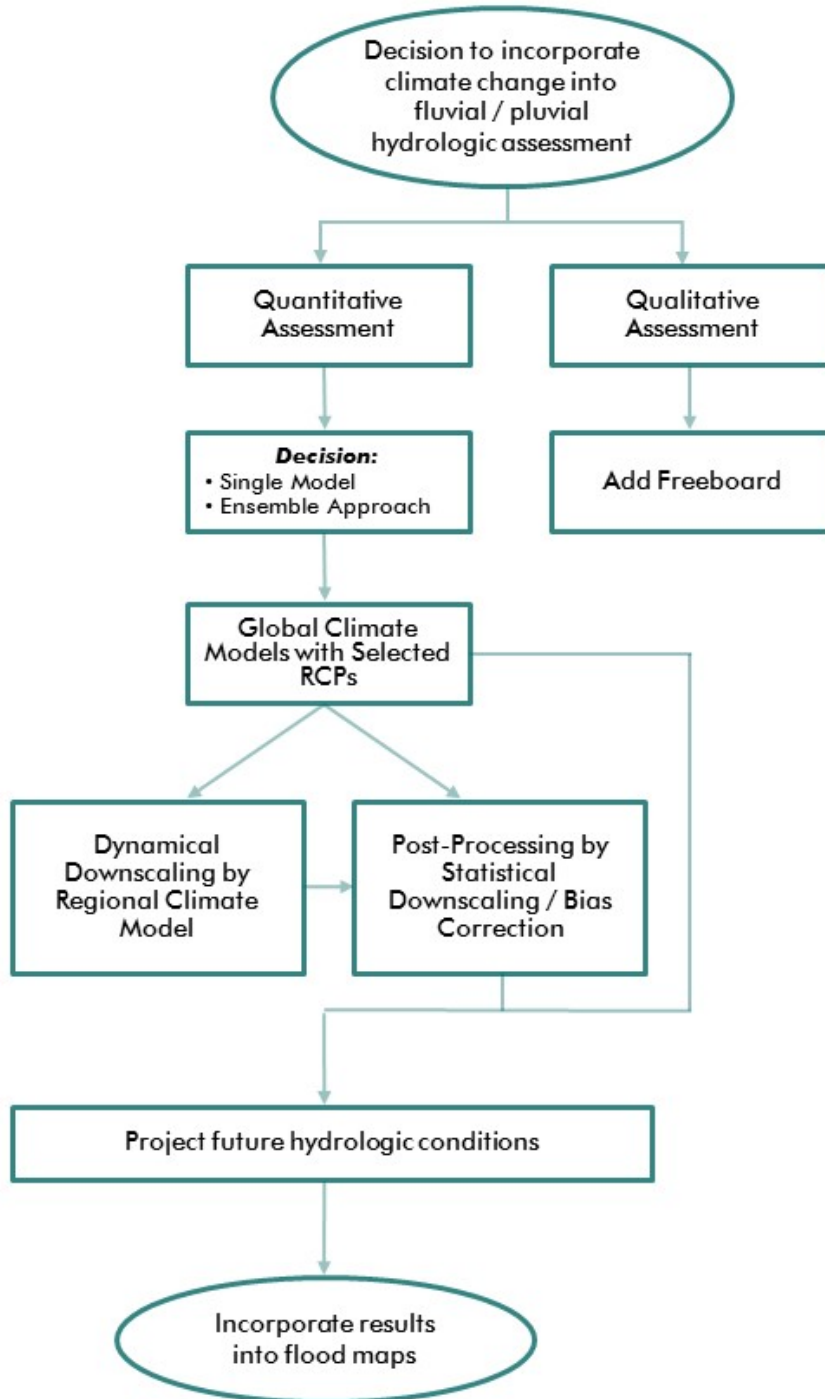 Decision to incorporate
climate change into
fluvial / pluvial
hydrologic assessment
Quantitative
Assessment
Qualitative
Assessment
Decision:
• Single Model
• Ensemble Approach
Add Freeboard
Global Climate
Models with Selected
RCPs
Dynamical
Downscaling by
Regional Climate
Model
Post-Processing by
Statistical
Downscaling / Bias
Correction
Project future hydrologic conditions
Incorporate results
into flood maps